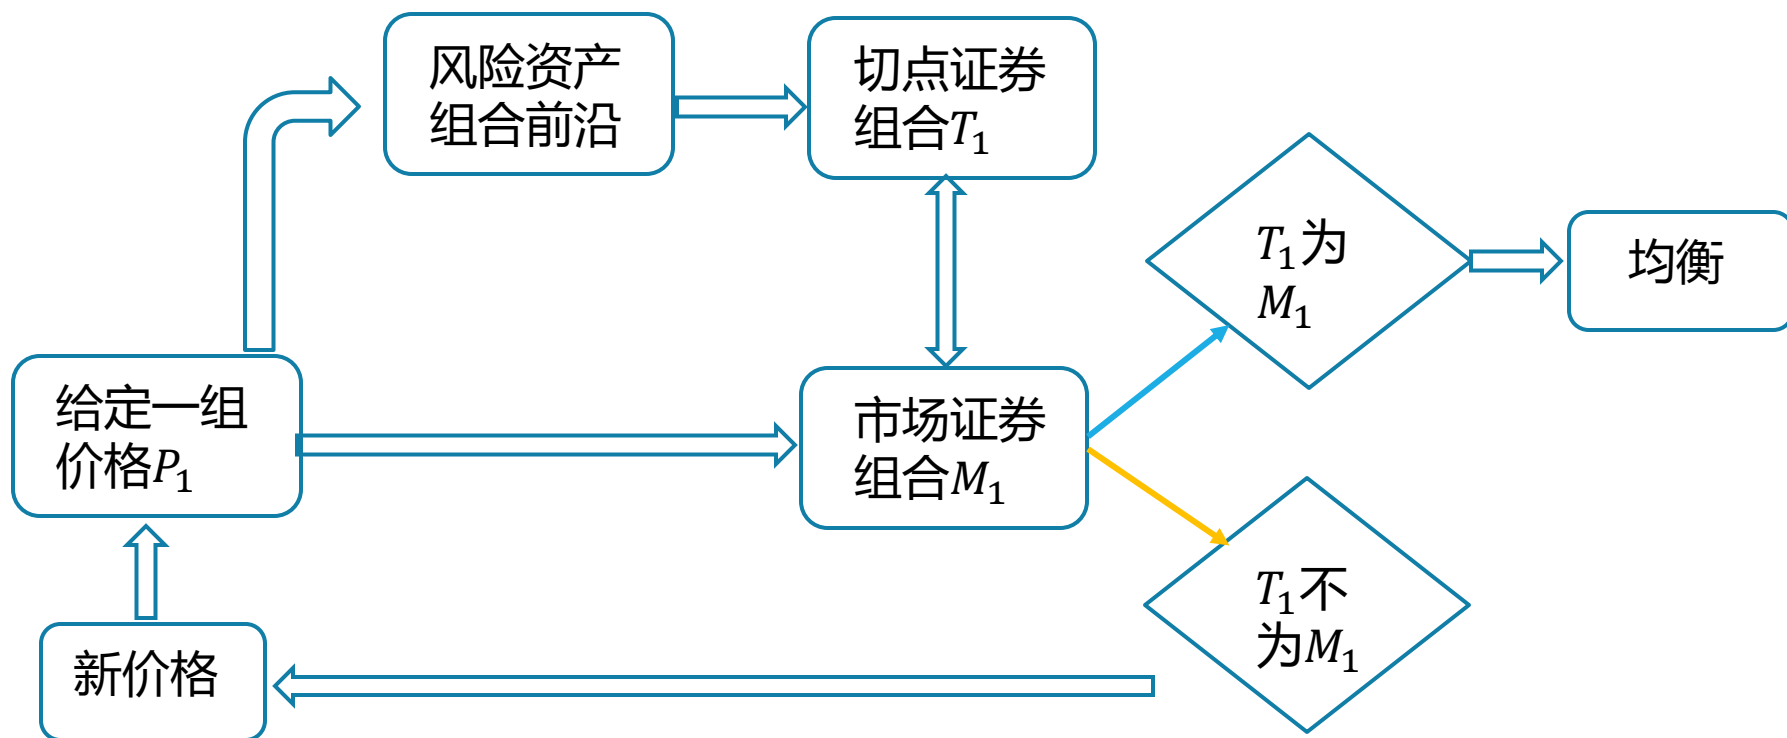 风险资产
组合前沿
切点证券
组合T₁
T₁为
M₁
均衡
给定一组
价格P₁
市场证券
组合M₁
T₁不
为M₁
新价格